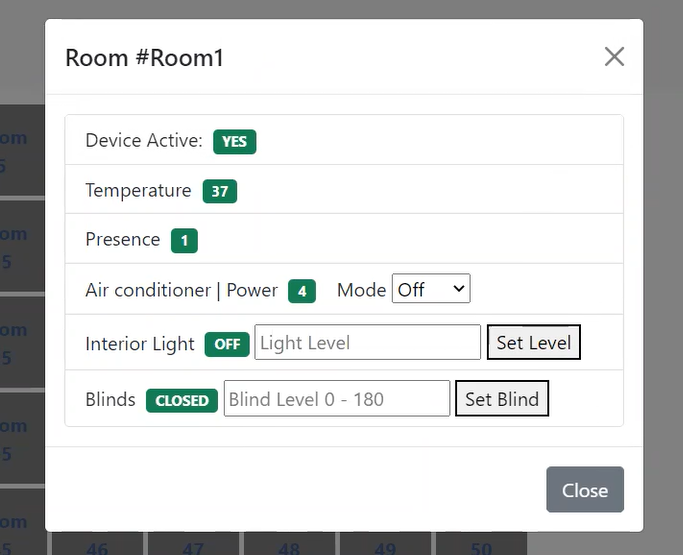 Room #Room1
Device Active: YES
Temperature 37
Presence 1
Air conditioner | Power 4 Mode Off
Interior Light OFF Light Level Set Level
Blinds CLOSED Blind Level 0 - 180 Set Blind
Close
om
5
om
5
om
5
om
5
om
46 47 48 49 50